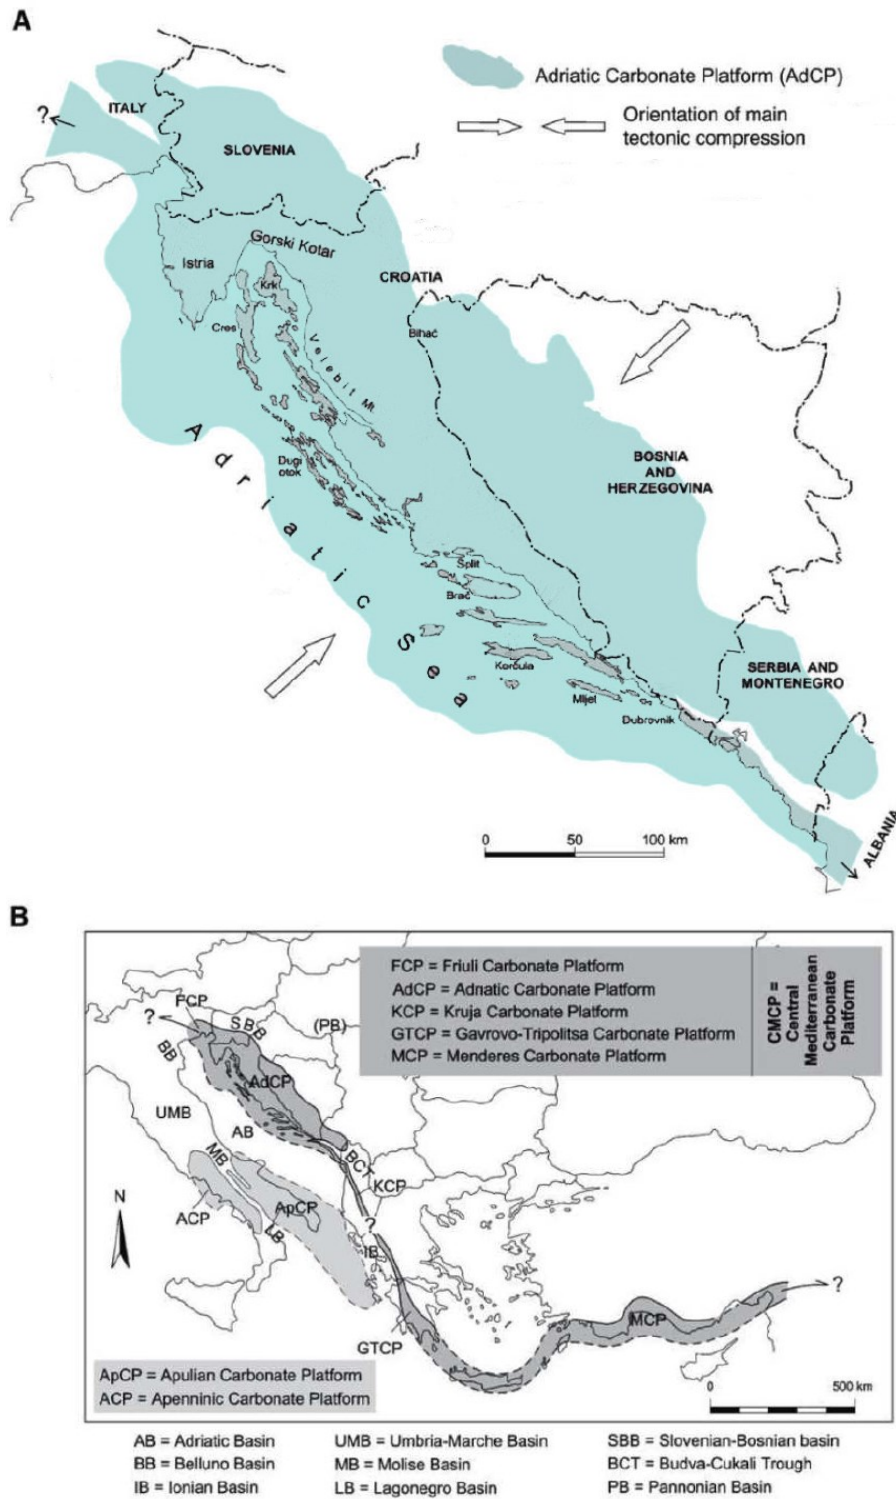 A
Adriatic Carbonate Platform (AdCP)
Orientation of main
tectonic compression
?
ITALY
SLOVENIA
Gorski Kotar
Istria
CROATIA
Krk
Cres
Bihać
Velebit Mt.
Adriatic Sea
Dugi
otok
BOSNIA
AND
HERZEGOVINA
Split
Brač
Korčula
Mljet
Dubrovnik
SERBIA AND
MONTENEGRO
ALBANIA
0 50 100 km
B
FCP = Friuli Carbonate Platform
AdCP = Adriatic Carbonate Platform
KCP = Kruja Carbonate Platform
GTCP = Gavrovo-Tripolitsa Carbonate Platform
MCP = Menderes Carbonate Platform
CMCP =
Central
Mediterranean
Carbonate
Platform
FCP
?
SBB
(PB)
BB
AdCP
UMB
AB
MB
BCT
KCP
ACP
ApCP
LB
?
IB
N
GTCP
MCP
?
ApCP = Apulian Carbonate Platform
ACP = Apenninic Carbonate Platform
0 500 km
AB = Adriatic Basin
UMB = Umbria-Marche Basin
SBB = Slovenian-Bosnian basin
BB = Belluno Basin
MB = Molise Basin
BCT = Budva-Cukali Trough
IB = Ionian Basin
LB = Lagonegro Basin
PB = Pannonian Basin